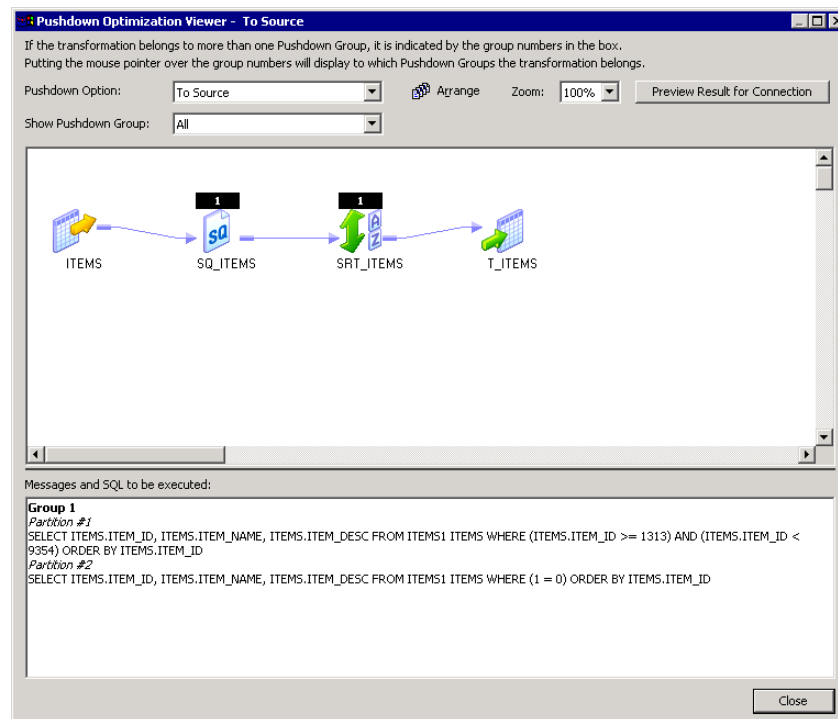 Pushdown Optimization Viewer - To Source
If the transformation belongs to more than one Pushdown Group, it is indicated by the group numbers in the box.
Putting the mouse pointer over the group numbers will display to which Pushdown Groups the transformation belongs.
Pushdown Option: To Source Arrange Zoom: 100% Preview Result for Connection
Show Pushdown Group: All
1 1
SQ A Z
ITEMS SQ_ITEMS SRT_ITEMS T_ITEMS
Messages and SQL to be executed:
Group 1
Partition #1
SELECT ITEMS.ITEM_ID, ITEMS.ITEM_NAME, ITEMS.ITEM_DESC FROM ITEMS1 ITEMS WHERE (ITEMS.ITEM_ID >= 1313) AND (ITEMS.ITEM_ID <
9354) ORDER BY ITEMS.ITEM_ID
Partition #2
SELECT ITEMS.ITEM_ID, ITEMS.ITEM_NAME, ITEMS.ITEM_DESC FROM ITEMS1 ITEMS WHERE (1 = 0) ORDER BY ITEMS.ITEM_ID
Close